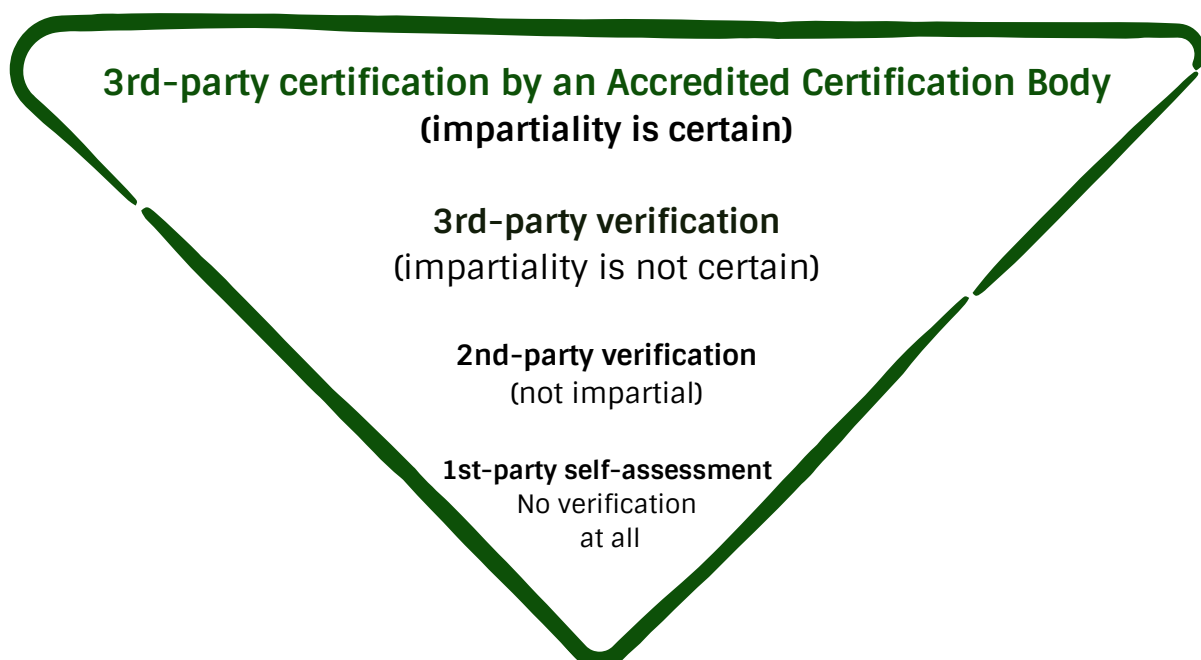 3rd-party certification by an Accredited Certification Body
(impartiality is certain)
3rd-party verification
(impartiality is not certain)
2nd-party verification
(not impartial)
1st-party self-assessment
No verification
at all